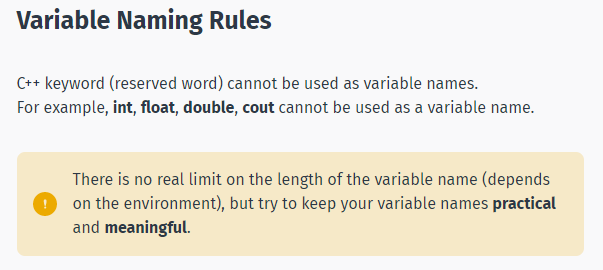 Variable Naming Rules
C++ keyword (reserved word) cannot be used as variable names.
For example, int, float, double, cout cannot be used as a variable name.
There is no real limit on the length of the variable name (depends
on the environment), but try to keep your variable names practical
and meaningful.